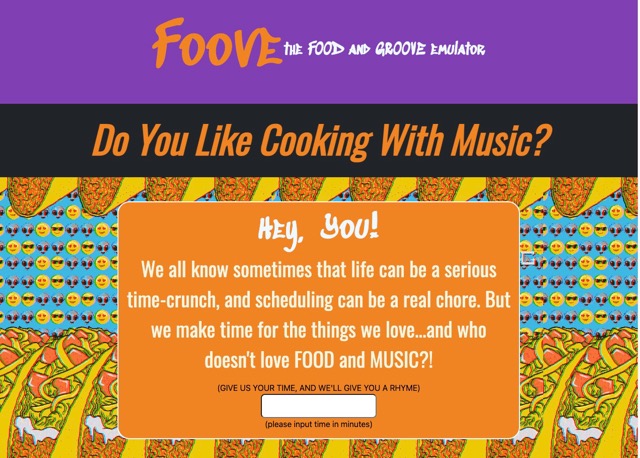 FOOVE THE FOOD AND GROOVE EMULATOR
Do You Like Cooking With Music?
HEY, YOU!
We all know sometimes that life can be a serious
time-crunch, and scheduling can be a real chore. But
we make time for the things we love...and who
doesn't love FOOD and MUSIC?!
(GIVE US YOUR TIME, AND WE'LL GIVE YOU A RHYME)
(please input time in minutes)